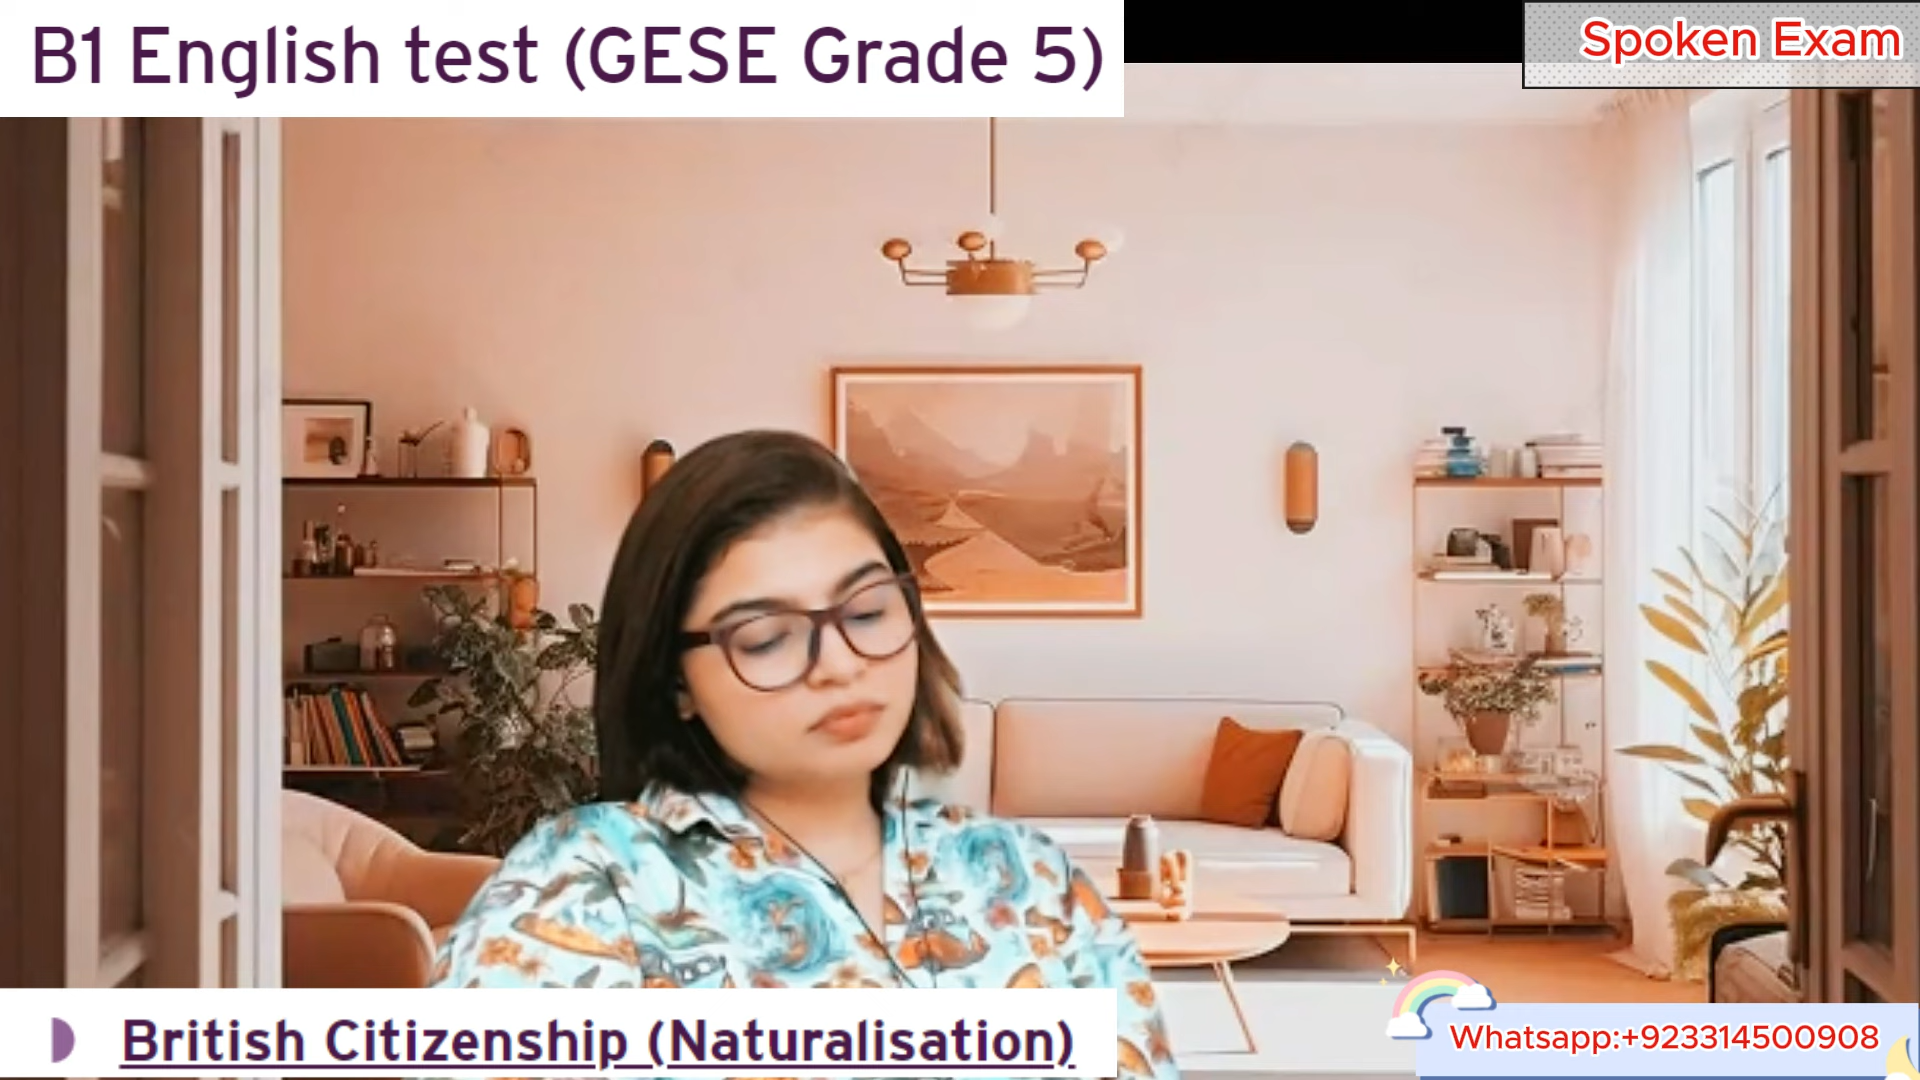 B1 English test (GESE Grade 5)
Spoken Exam
British Citizenship (Naturalisation)
Whatsapp:+923314500908